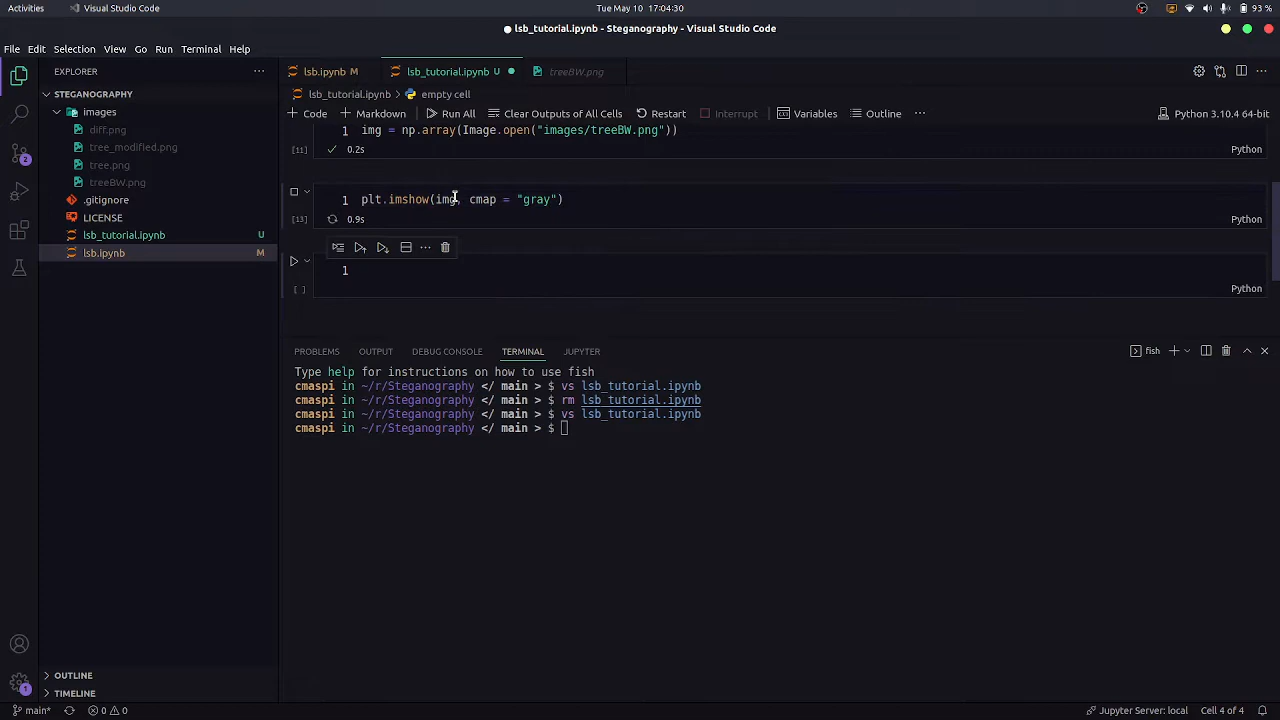 Activities
Visual Studio Code
Tue May 10 17:04:30
93 %
lsb_tutorial.ipynb - Steganography - Visual Studio Code
File Edit Selection View Go Run Terminal Help
EXPLORER
lsb.ipynb M
lsb_tutorial.ipynb U
treeBW.png
STEGANOGRAPHY
lsb_tutorial.ipynb > empty cell
images
+ Code + Markdown Run All Clear Outputs of All Cells Restart Interrupt Variables Outline ...
Python 3.10.4 64-bit
diff.png
1 img = np.array(Image.open("images/treeBW.png"))
tree_modified.png
[11] 0.2s Python
tree.png
treeBW.png
.gitignore
1 plt.imshow(img, cmap = "gray")
LICENSE
[13] 0.9s Python
lsb_tutorial.ipynb U
lsb.ipynb M
1
[ ] Python
PROBLEMS OUTPUT DEBUG CONSOLE TERMINAL JUPYTER
fish
Type help for instructions on how to use fish
cmaspi in ~/r/Steganography </ main > $ vs lsb_tutorial.ipynb
cmaspi in ~/r/Steganography </ main > $ rm lsb_tutorial.ipynb
cmaspi in ~/r/Steganography </ main > $ vs lsb_tutorial.ipynb
cmaspi in ~/r/Steganography </ main > $
2
1
OUTLINE
TIMELINE
main* 0 0
Jupyter Server: local Cell 4 of 4